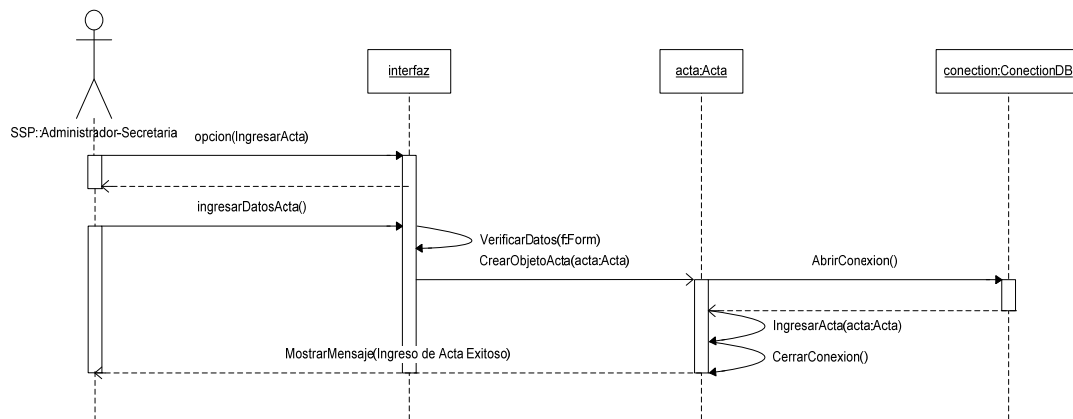 interfaz
acta:Acta
conection:ConectionDB
SSP::Administrador-Secretaria
opcion(IngresarActa)
ingresarDatosActa()
VerificarDatos(f:Form)
CrearObjetoActa(acta:Acta)
AbrirConexion()
IngresarActa(acta:Acta)
MostrarMensaje(Ingreso de Acta Exitoso)
CerrarConexion()